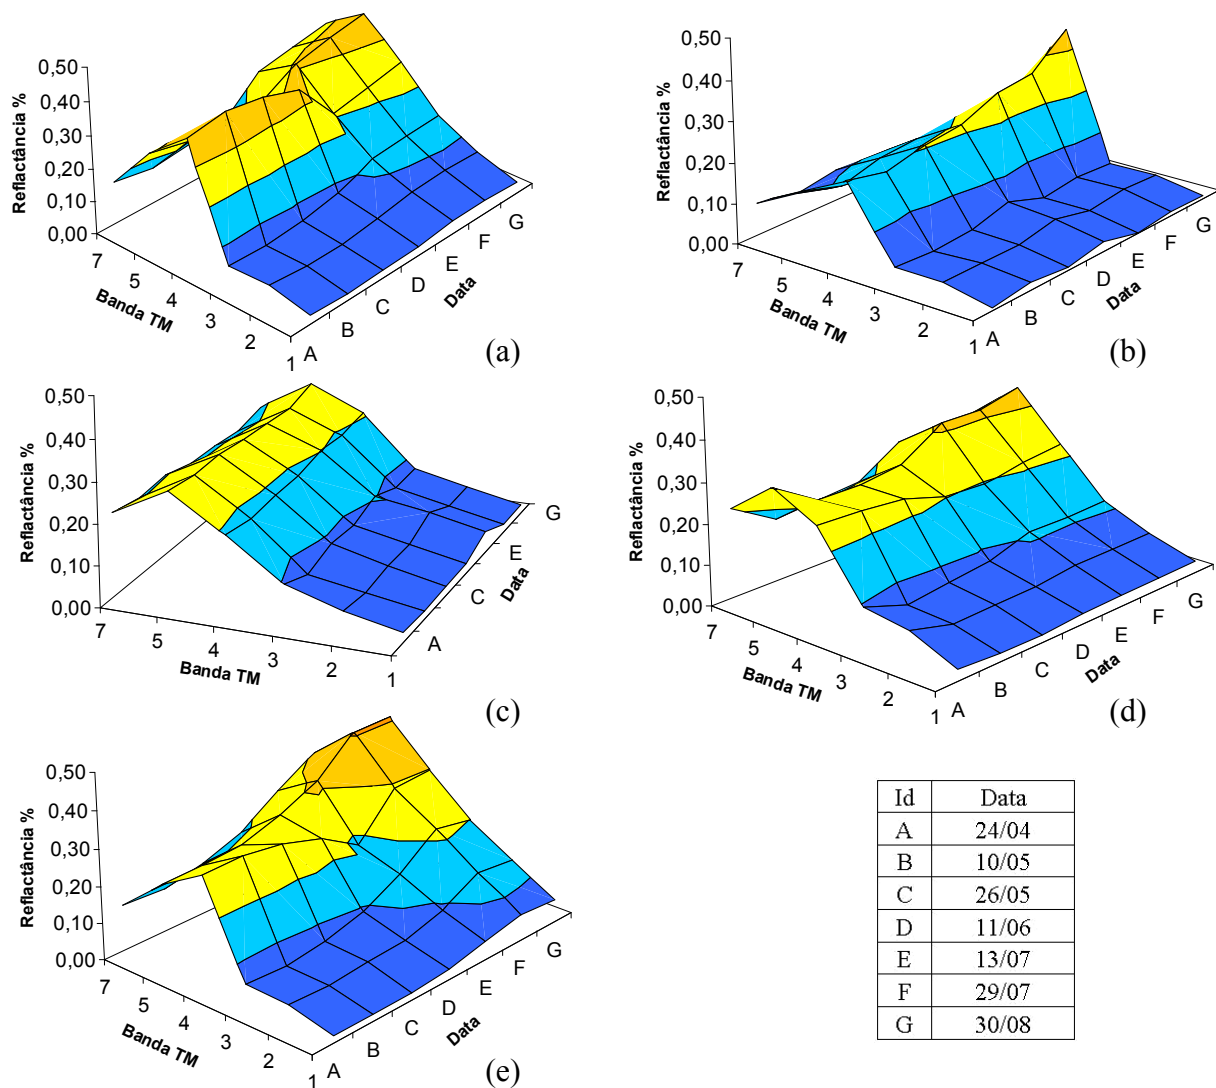 0,50
0,40
0,30
0,20
0,10
0,00
Reflactância %
7
5
4
3
2
1
Banda TM
A
B
C
D
E
F
G
Data
(a)
0,50
0,40
0,30
0,20
0,10
0,00
Reflactância %
7
5
4
3
2
1
Banda TM
A
B
C
D
E
F
G
Data
(b)
0,50
0,40
0,30
0,20
0,10
0,00
Reflactância %
7
5
4
3
2
1
Banda TM
A
C
E
G
Data
(c)
0,50
0,40
0,30
0,20
0,10
0,00
Reflactância %
7
5
4
3
2
1
Banda TM
A
B
C
D
E
F
G
Data
(d)
0,50
0,40
0,30
0,20
0,10
0,00
Reflactância %
7
5
4
3
2
1
Banda TM
A
B
C
D
E
F
G
Data
(e)
Id Data
A 24/04
B 10/05
C 26/05
D 11/06
E 13/07
F 29/07
G 30/08